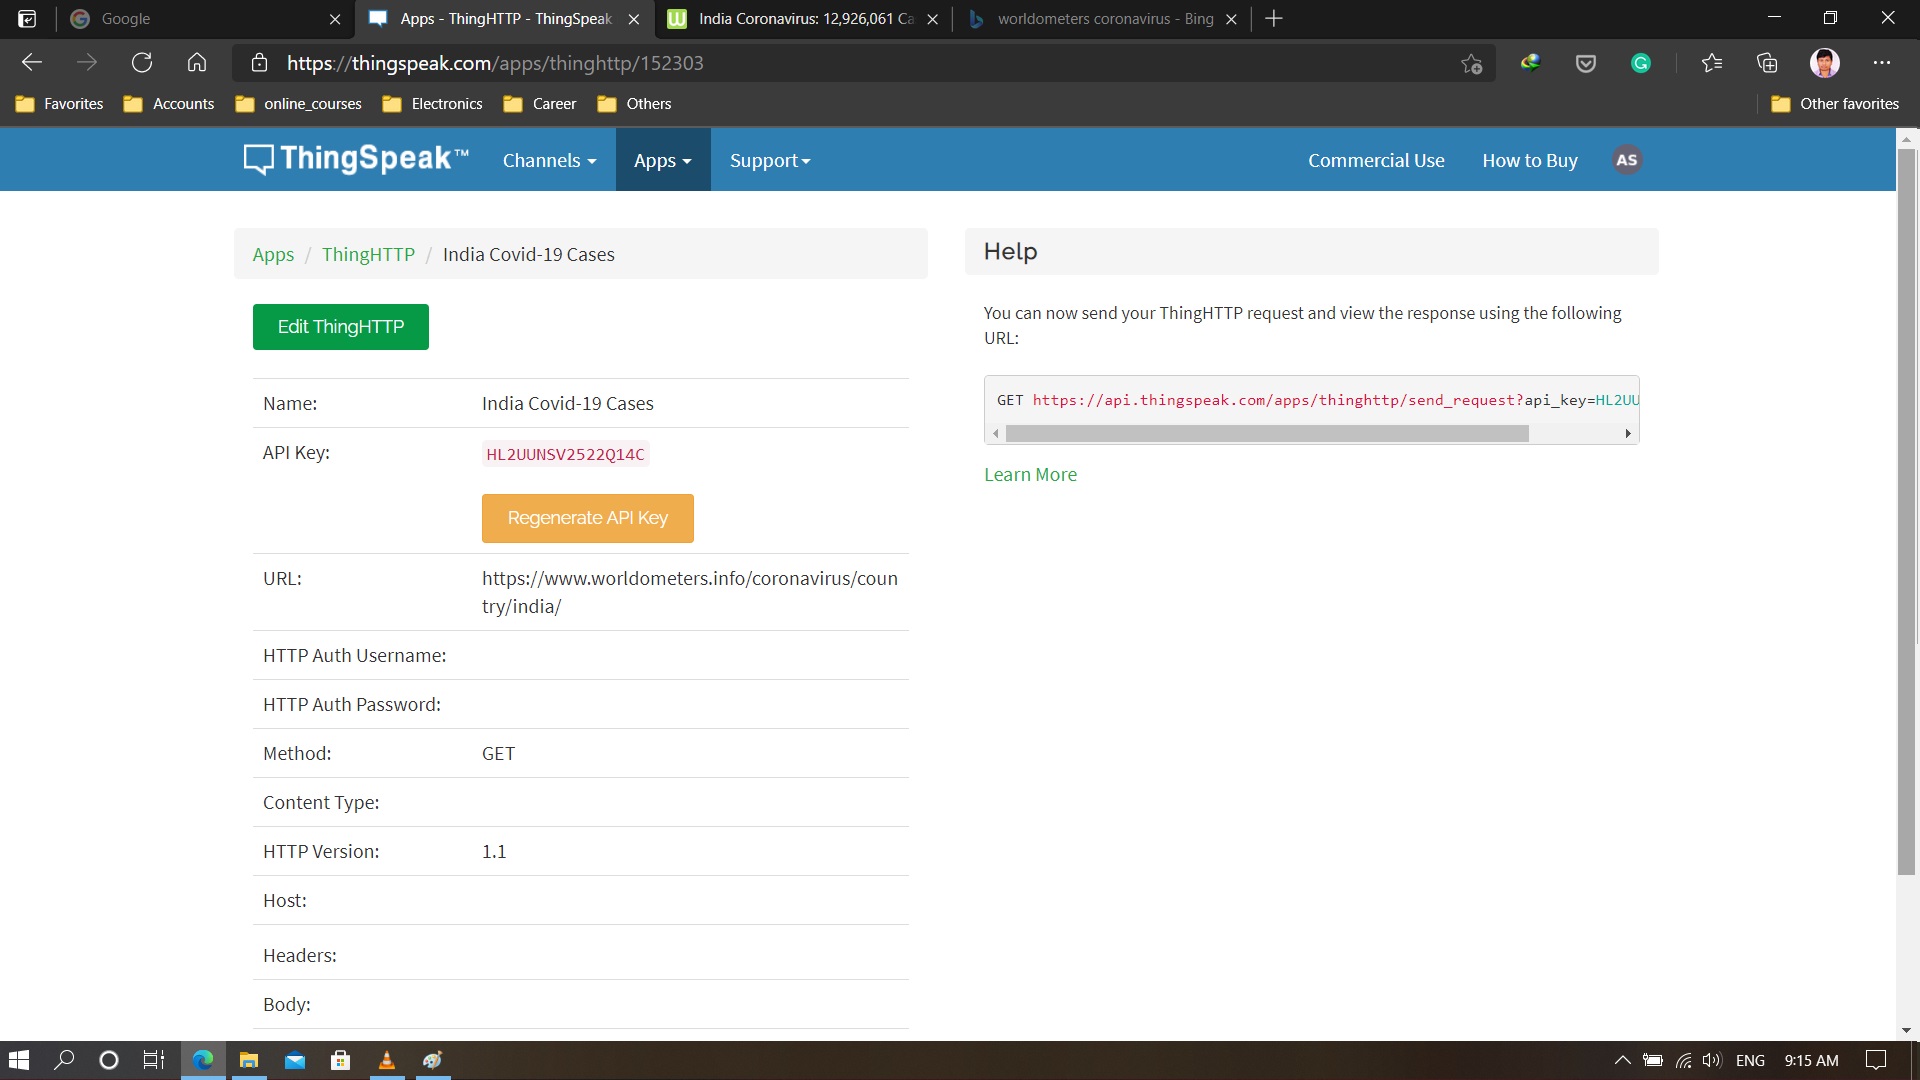 Google
Apps - ThingHTTP - ThingSpeak
India Coronavirus: 12,926,061 Ca
worldometers coronavirus - Bing
https://thingspeak.com/apps/thinghttp/152303
Favorites
Accounts
online_courses
Electronics
Career
Others
Other favorites
ThingSpeak™
Channels
Apps
Support
Commercial Use
How to Buy
AS
Apps / ThingHTTP / India Covid-19 Cases
Edit ThingHTTP
Name: India Covid-19 Cases
API Key: HL2UUNSV2522Q14C
Regenerate API Key
URL: https://www.worldometers.info/coronavirus/coun
try/india/
HTTP Auth Username:
HTTP Auth Password:
Method: GET
Content Type:
HTTP Version: 1.1
Host:
Headers:
Body:
Help
You can now send your ThingHTTP request and view the response using the following
URL:
GET https://api.thingspeak.com/apps/thinghttp/send_request?api_key=HL2UU
Learn More
ENG
9:15 AM